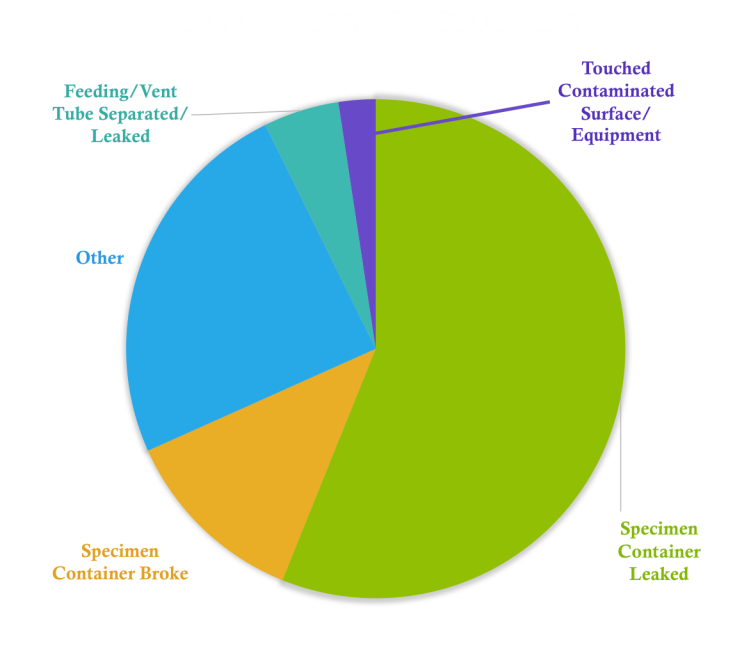 Touched
Contaminated
Surface/
Equipment
Feeding/Vent
Tube Separated/
Leaked
Other
Specimen
Container Leaked
Specimen
Container Broke